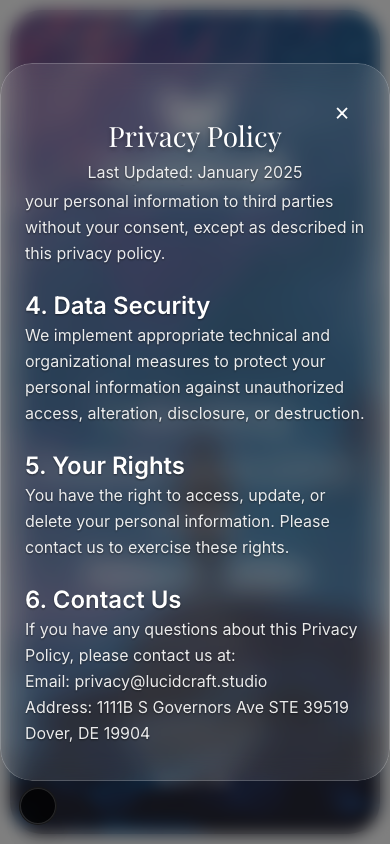 ×
Privacy Policy
Last Updated: January 2025
your personal information to third parties
without your consent, except as described in
this privacy policy.
4. Data Security
We implement appropriate technical and
organizational measures to protect your
personal information against unauthorized
access, alteration, disclosure, or destruction.
5. Your Rights
You have the right to access, update, or
delete your personal information. Please
contact us to exercise these rights.
6. Contact Us
If you have any questions about this Privacy
Policy, please contact us at:
Email: privacy@lucidcraft.studio
Address: 1111B S Governors Ave STE 39519
Dover, DE 19904